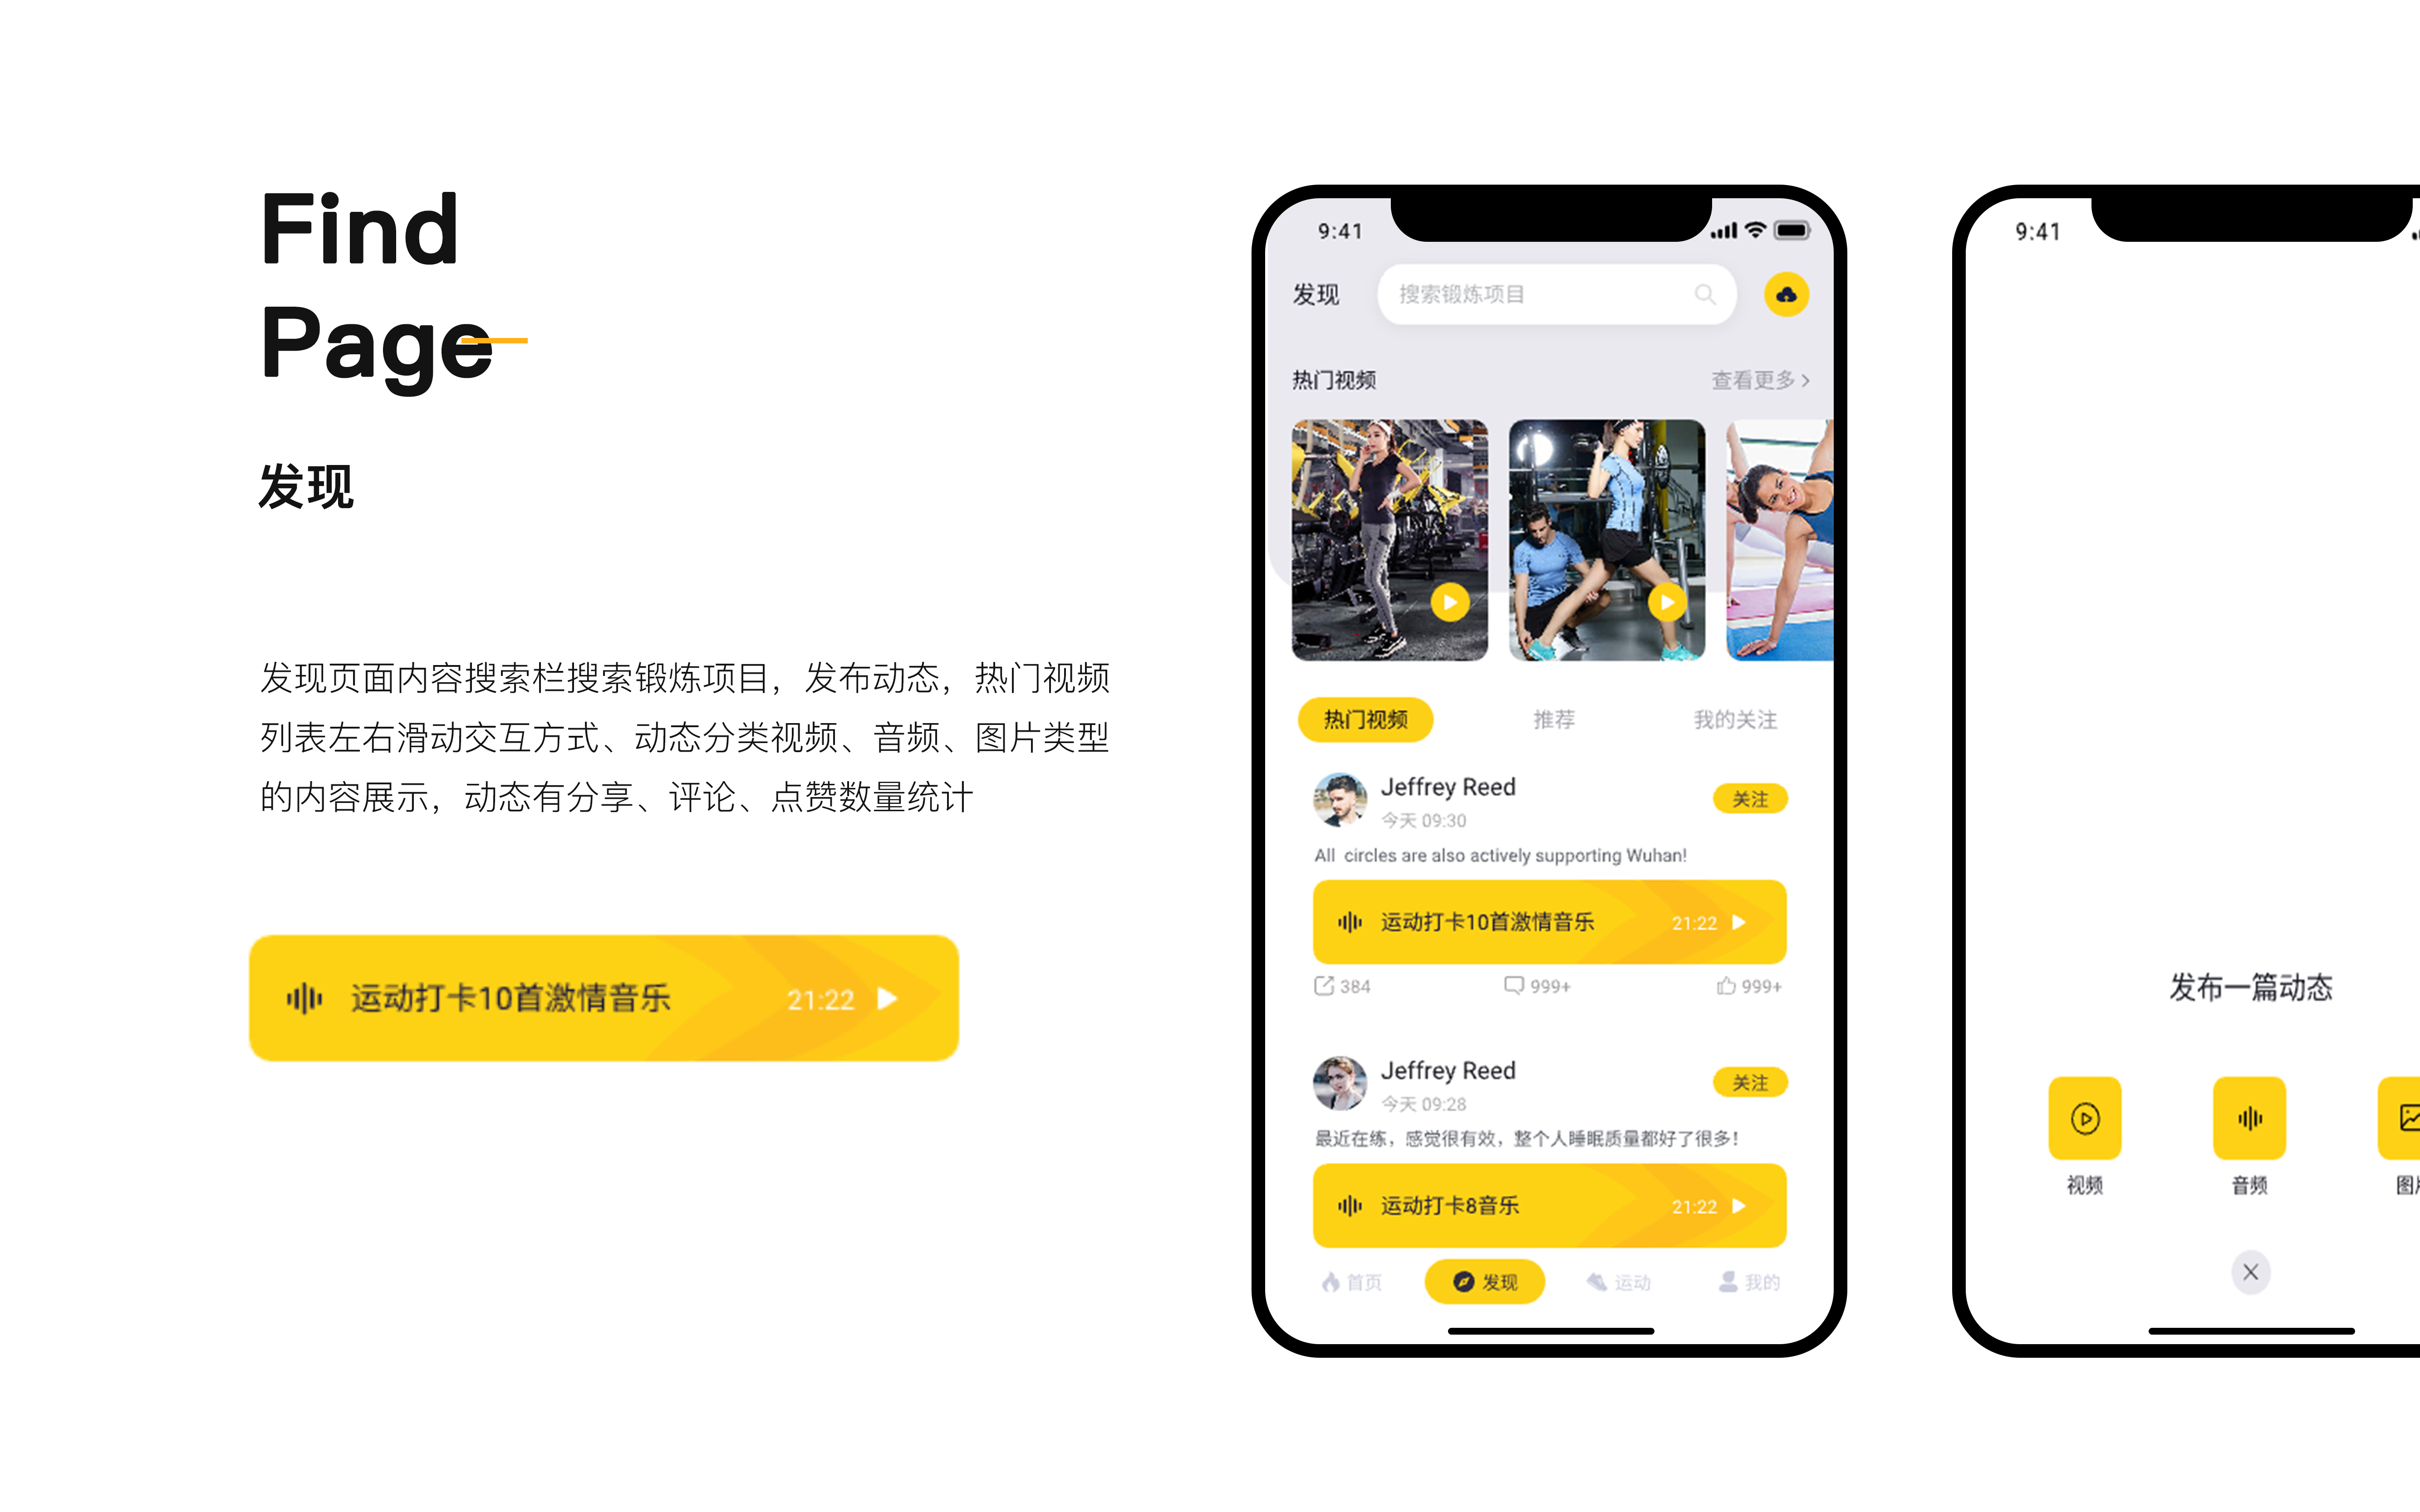 Find
Page
发现
发现页面内容搜索栏搜索锻炼项目，发布动态，热门视频
列表左右滑动交互方式、动态分类视频、音频、图片类型
的内容展示，动态有分享、评论、点赞数量统计
运动打卡10首激情音乐 21:22
9:41
发现 搜索锻炼项目
热门视频 查看更多
热门视频 推荐 我的关注
Jeffrey Reed
今天 09:30
关注
All circles are also actively supporting Wuhan!
运动打卡10首激情音乐 21:22
384 999+ 999+
Jeffrey Reed
今天 09:28
关注
最近在练，感觉很有效，整个人睡眠质量都好了很多！
运动打卡8音乐 21:22
首页 发现 运动 我的
9:41
发布一篇动态
视频 音频 图